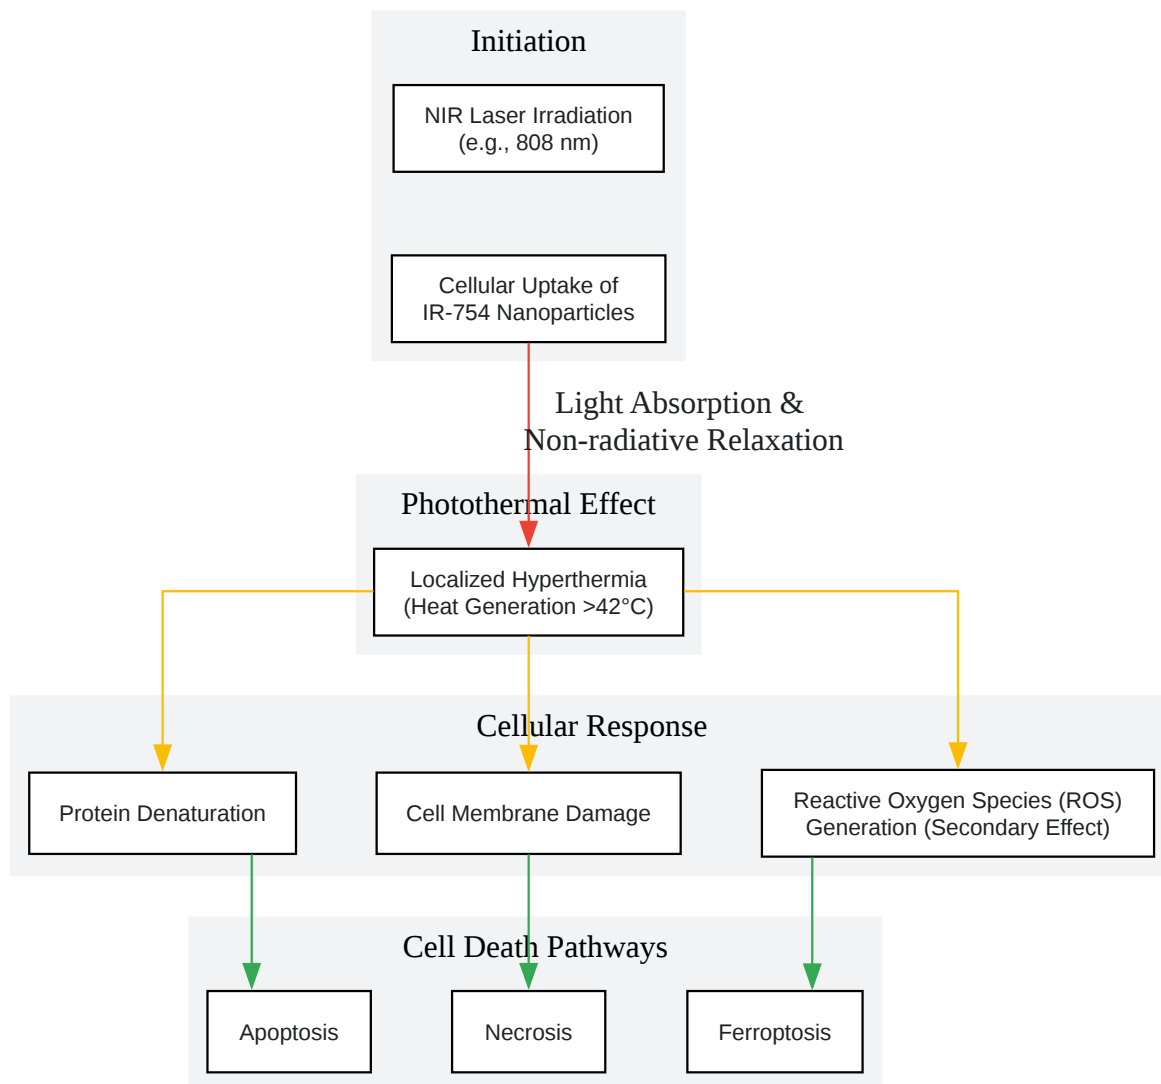 Initiation
NIR Laser Irradiation
(e.g., 808 nm)
Cellular Uptake of
IR-754 Nanoparticles
Light Absorption &
Non-radiative Relaxation
Photothermal Effect
Localized Hyperthermia
(Heat Generation >42°C)
Cellular Response
Protein Denaturation
Cell Membrane Damage
Reactive Oxygen Species (ROS)
Generation (Secondary Effect)
Cell Death Pathways
Apoptosis
Necrosis
Ferroptosis